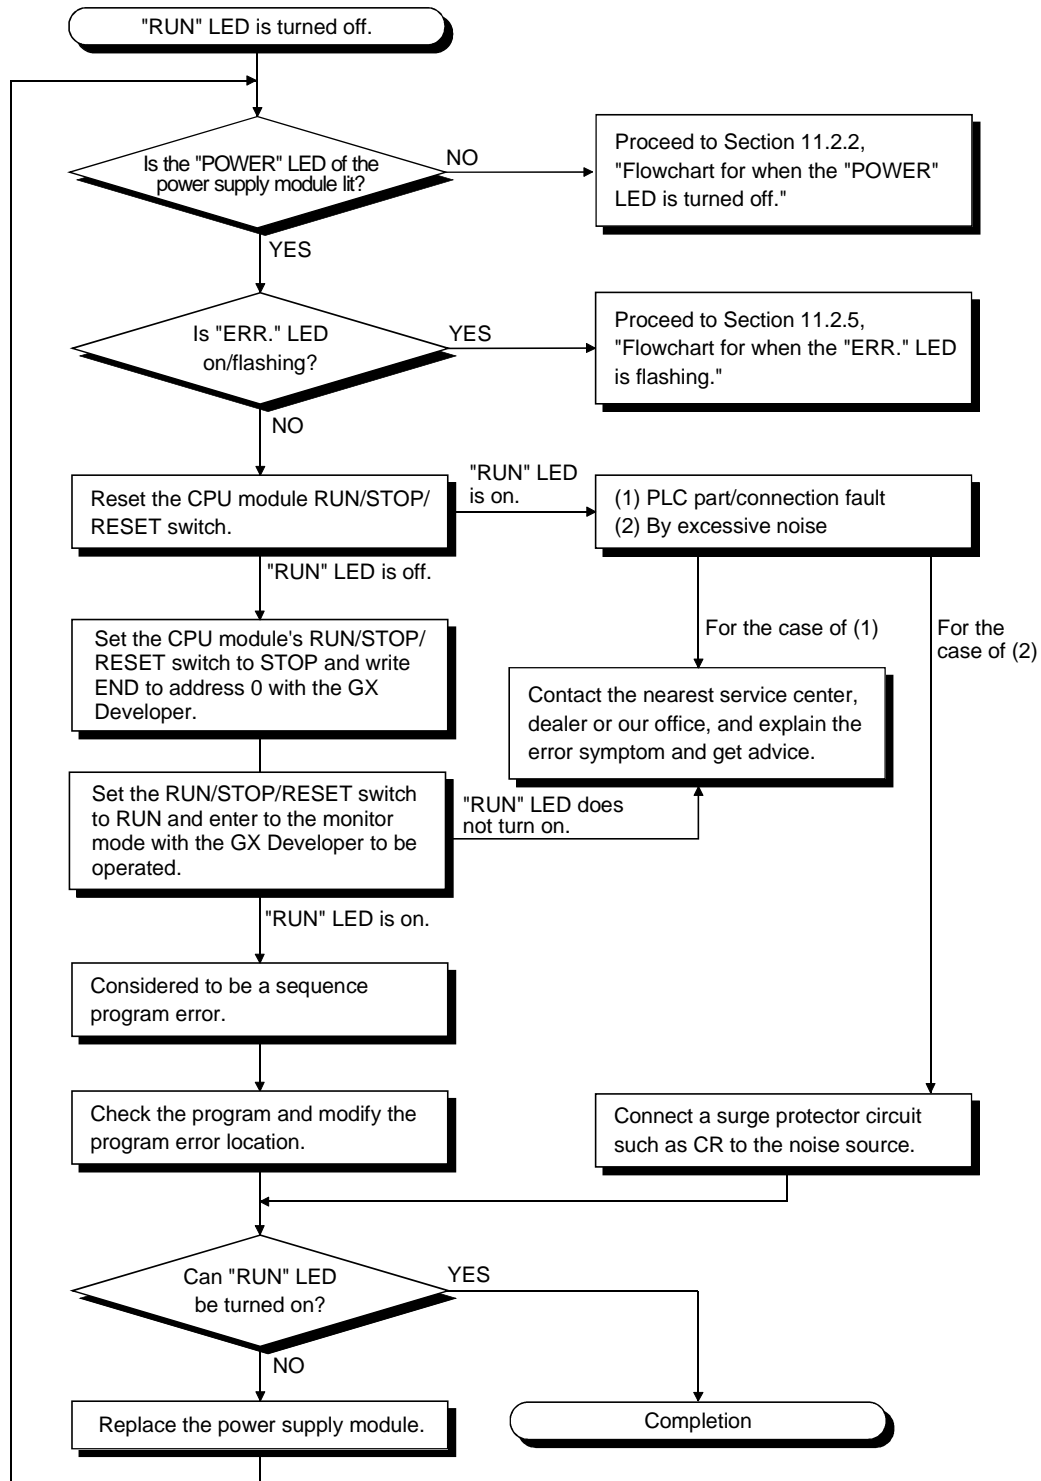 "RUN" LED is turned off.
Is the "POWER" LED of the
power supply module lit?
NO
Proceed to Section 11.2.2,
"Flowchart for when the "POWER"
LED is turned off."
YES
Is "ERR." LED
on/flashing?
YES
Proceed to Section 11.2.5,
"Flowchart for when the "ERR." LED
is flashing."
NO
Reset the CPU module RUN/STOP/
RESET switch.
"RUN" LED
is on.
(1) PLC part/connection fault
(2) By excessive noise
"RUN" LED is off.
Set the CPU module's RUN/STOP/
RESET switch to STOP and write
END to address 0 with the GX
Developer.
For the case of (1)
For the
case of (2)
Contact the nearest service center,
dealer or our office, and explain the
error symptom and get advice.
Set the RUN/STOP/RESET switch
to RUN and enter to the monitor
mode with the GX Developer to be
operated.
"RUN" LED does
not turn on.
"RUN" LED is on.
Considered to be a sequence
program error.
Check the program and modify the
program error location.
Connect a surge protector circuit
such as CR to the noise source.
Can "RUN" LED
be turned on?
YES
NO
Replace the power supply module.
Completion